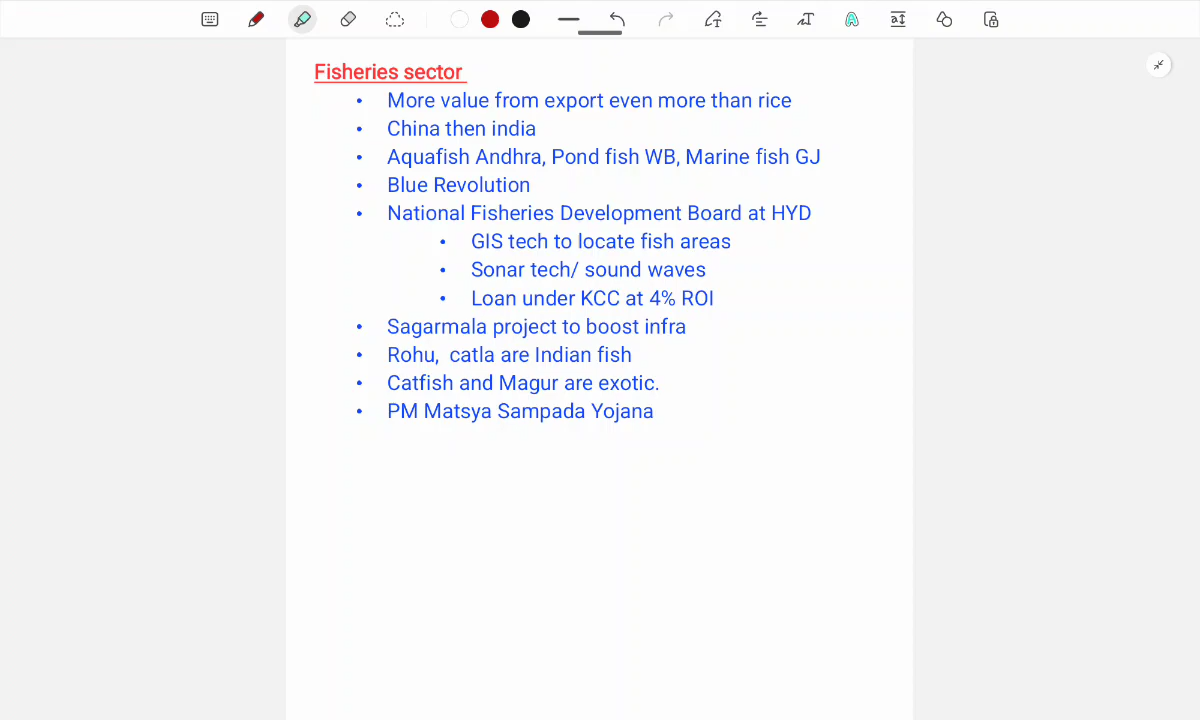 Fisheries sector
• More value from export even more than rice
• China then india
• Aquafish Andhra, Pond fish WB, Marine fish GJ
• Blue Revolution
• National Fisheries Development Board at HYD
• GIS tech to locate fish areas
• Sonar tech/ sound waves
• Loan under KCC at 4% ROI
• Sagarmala project to boost infra
• Rohu, catla are Indian fish
• Catfish and Magur are exotic.
• PM Matsya Sampada Yojana